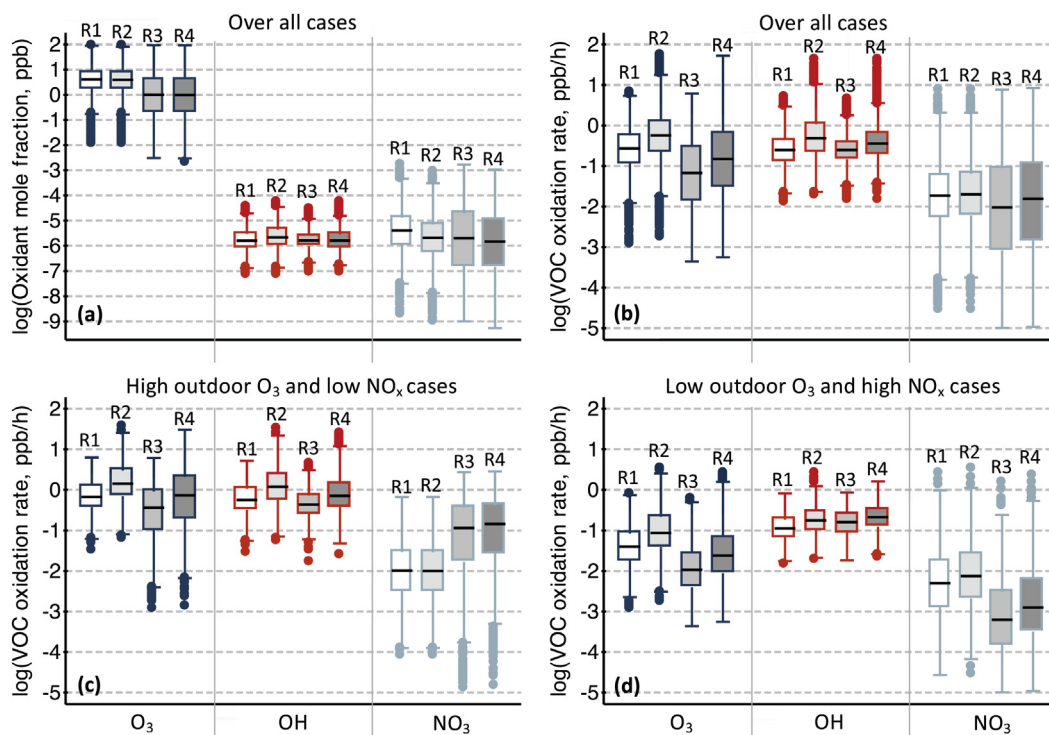 Over all cases
log(Oxidant mole fraction, ppb)
2
1
0
-1
-2
-3
-4
-5
-6
-7
-8
-9
R1 R2 R3 R4
R1 R2 R3 R4
R1 R2 R3 R4
(a)
Over all cases
log(VOC oxidation rate, ppb/h)
2
1
0
-1
-2
-3
-4
-5
R1 R2 R3 R4
R1 R2 R3 R4
R1 R2 R3 R4
(b)
High outdoor O3 and low NOx cases
log(VOC oxidation rate, ppb/h)
2
1
0
-1
-2
-3
-4
-5
R1 R2 R3 R4
R1 R2 R3 R4
R1 R2 R3 R4
(c)
O3 OH NO3
Low outdoor O3 and high NOx cases
log(VOC oxidation rate, ppb/h)
2
1
0
-1
-2
-3
-4
-5
R1 R2 R3 R4
R1 R2 R3 R4
R1 R2 R3 R4
(d)
O3 OH NO3